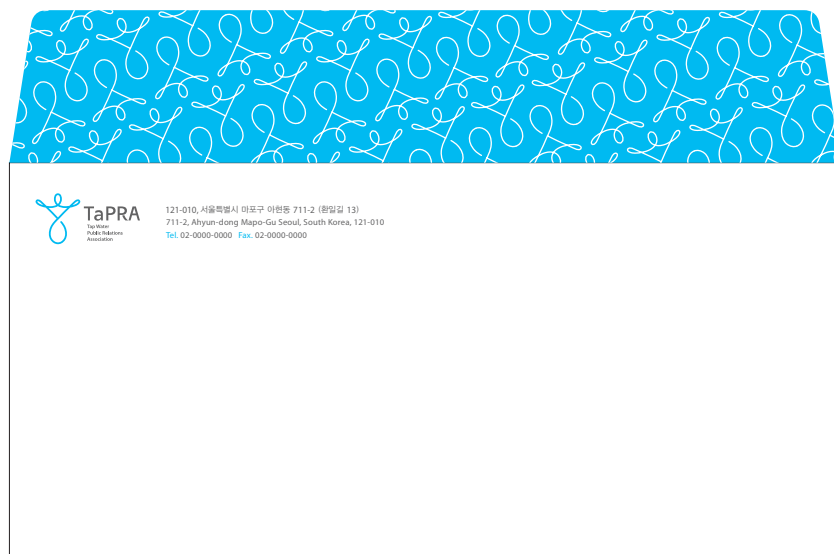 TaPRA
Tap Water
Public Relations
Association
121-010, 서울특별시 마포구 아현동 711-2 (환일길 13)
711-2, Ahyun-dong Mapo-Gu Seoul, South Korea, 121-010
Tel. 02-0000-0000 Fax. 02-0000-0000